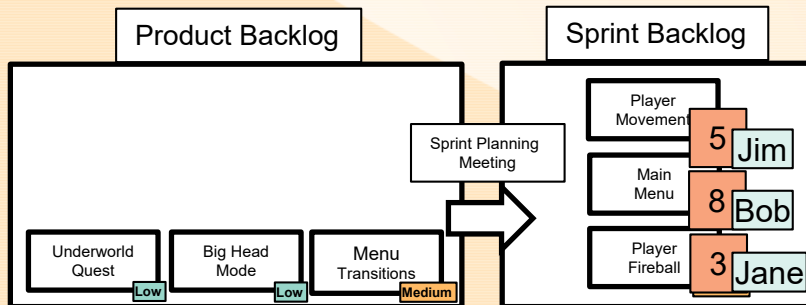 Product Backlog
Sprint Backlog
Sprint Planning
Meeting
Underworld
Quest
Low
Big Head
Mode
Low
Menu
Transitions
Medium
Player
Movement
5
Jim
Main
Menu
8
Bob
Player
Fireball
3
Jane